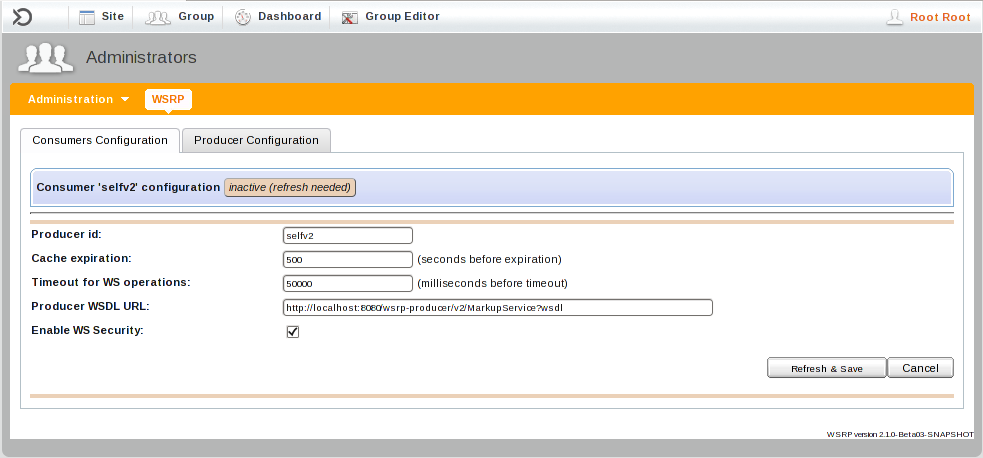 Site Group Dashboard Group Editor Root Root
Administrators
Administration WSRP
Consumers Configuration Producer Configuration
Consumer 'selfv2' configuration inactive (refresh needed)
Producer id: selfv2
Cache expiration: 500 (seconds before expiration)
Timeout for WS operations: 50000 (milliseconds before timeout)
Producer WSDL URL: http://localhost:8080/wsrp-producer/v2/MarkupService?wsdl
Enable WS Security:
Refresh & Save Cancel
WSRP version 2.1.0-Beta03-SNAPSHOT